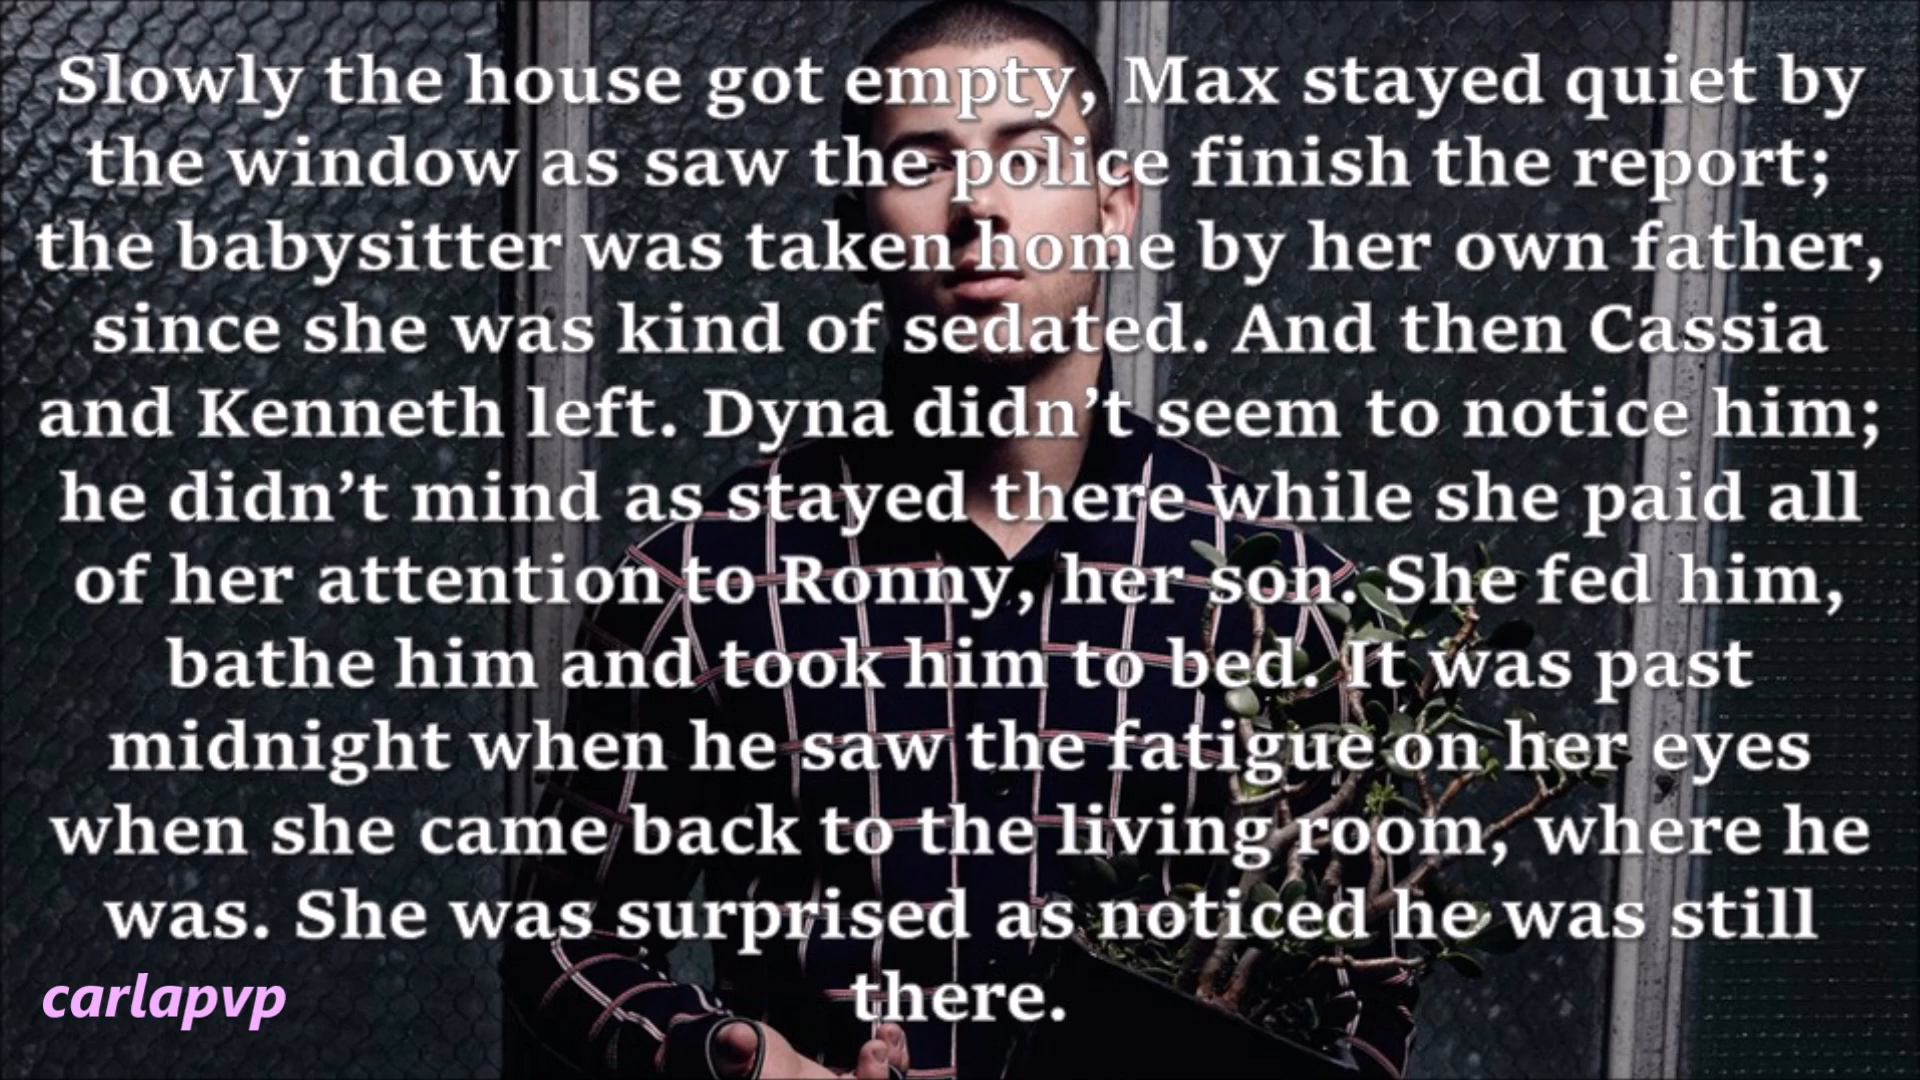 Slowly the house got empty, Max stayed quiet by
the window as saw the police finish the report;
the babysitter was taken home by her own father,
since she was kind of sedated. And then Cassia
and Kenneth left. Dyna didn’t seem to notice him;
he didn’t mind as stayed there while she paid all
of her attention to Ronny, her son. She fed him,
bathe him and took him to bed. It was past
midnight when he saw the fatigue on her eyes
when she came back to the living room, where he
was. She was surprised as noticed he was still
there.
carlapvp